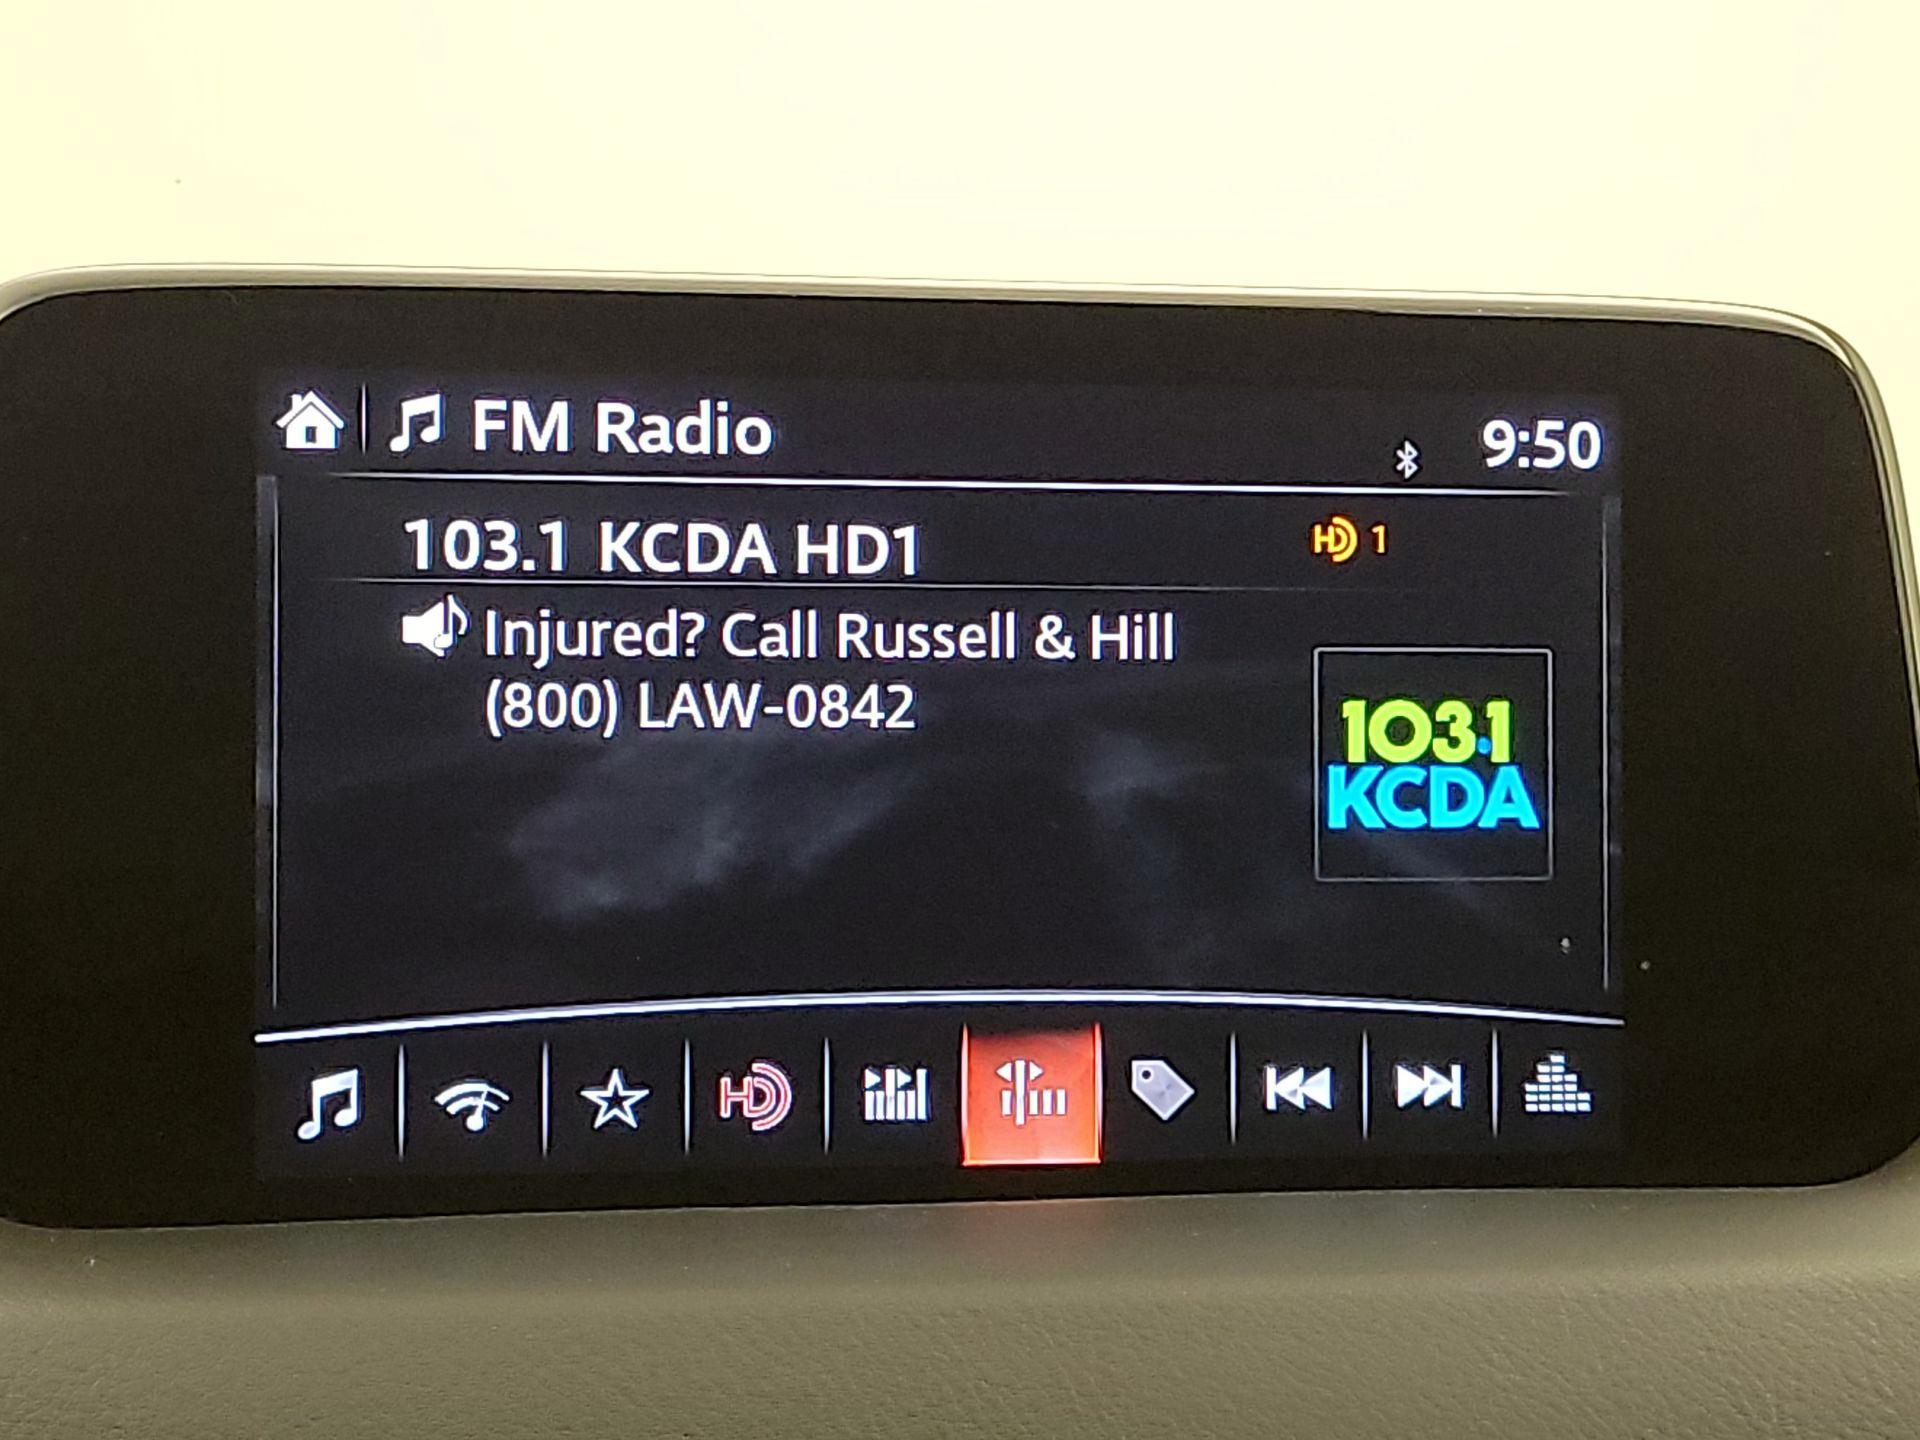 FM Radio
9:50
103.1 KCDA HD1
HD 1
Injured? Call Russell & Hill
(800) LAW-0842
103.1
KCDA
HD